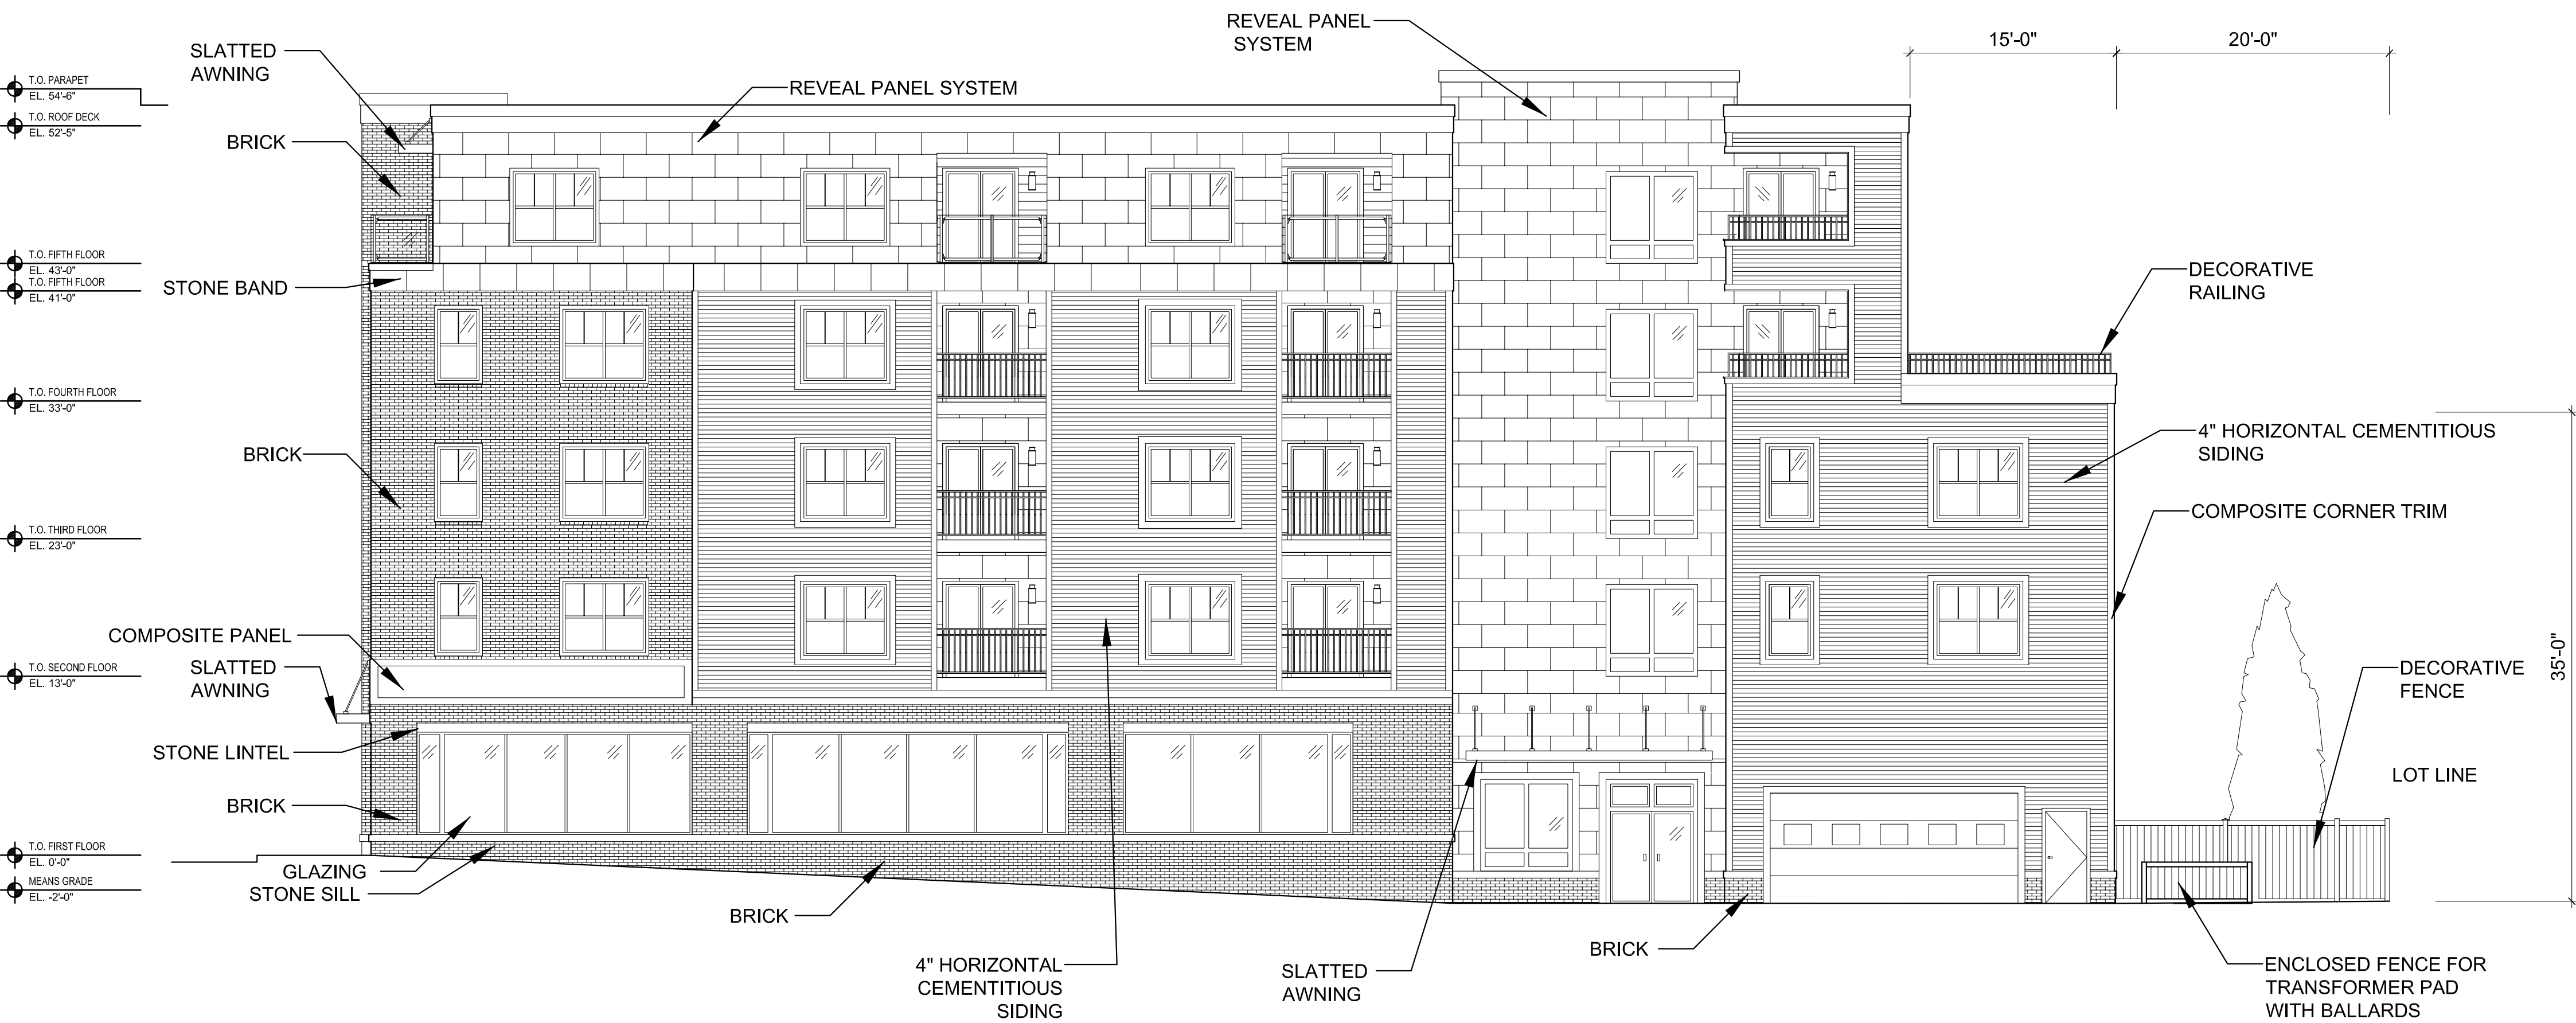 REVEAL PANEL
SYSTEM
15'-0"
20'-0"
SLATTED
AWNING
REVEAL PANEL SYSTEM
T.O. PARAPET
EL. 54'-6"
T.O. ROOF DECK
EL. 52'-5"
BRICK
T.O. FIFTH FLOOR
EL. 43'-0"
T.O. FIFTH FLOOR
EL. 41'-0"
STONE BAND
DECORATIVE
RAILING
T.O. FOURTH FLOOR
EL. 33'-0"
4" HORIZONTAL CEMENTITIOUS
SIDING
BRICK
COMPOSITE CORNER TRIM
T.O. THIRD FLOOR
EL. 23'-0"
COMPOSITE PANEL
35'-0"
T.O. SECOND FLOOR
EL. 13'-0"
SLATTED
AWNING
DECORATIVE
FENCE
STONE LINTEL
LOT LINE
BRICK
T.O. FIRST FLOOR
EL. 0'-0"
GLAZING
MEANS GRADE
EL. -2'-0"
STONE SILL
BRICK
BRICK
4" HORIZONTAL
CEMENTITIOUS
SIDING
SLATTED
AWNING
ENCLOSED FENCE FOR
TRANSFORMER PAD
WITH BALLARDS